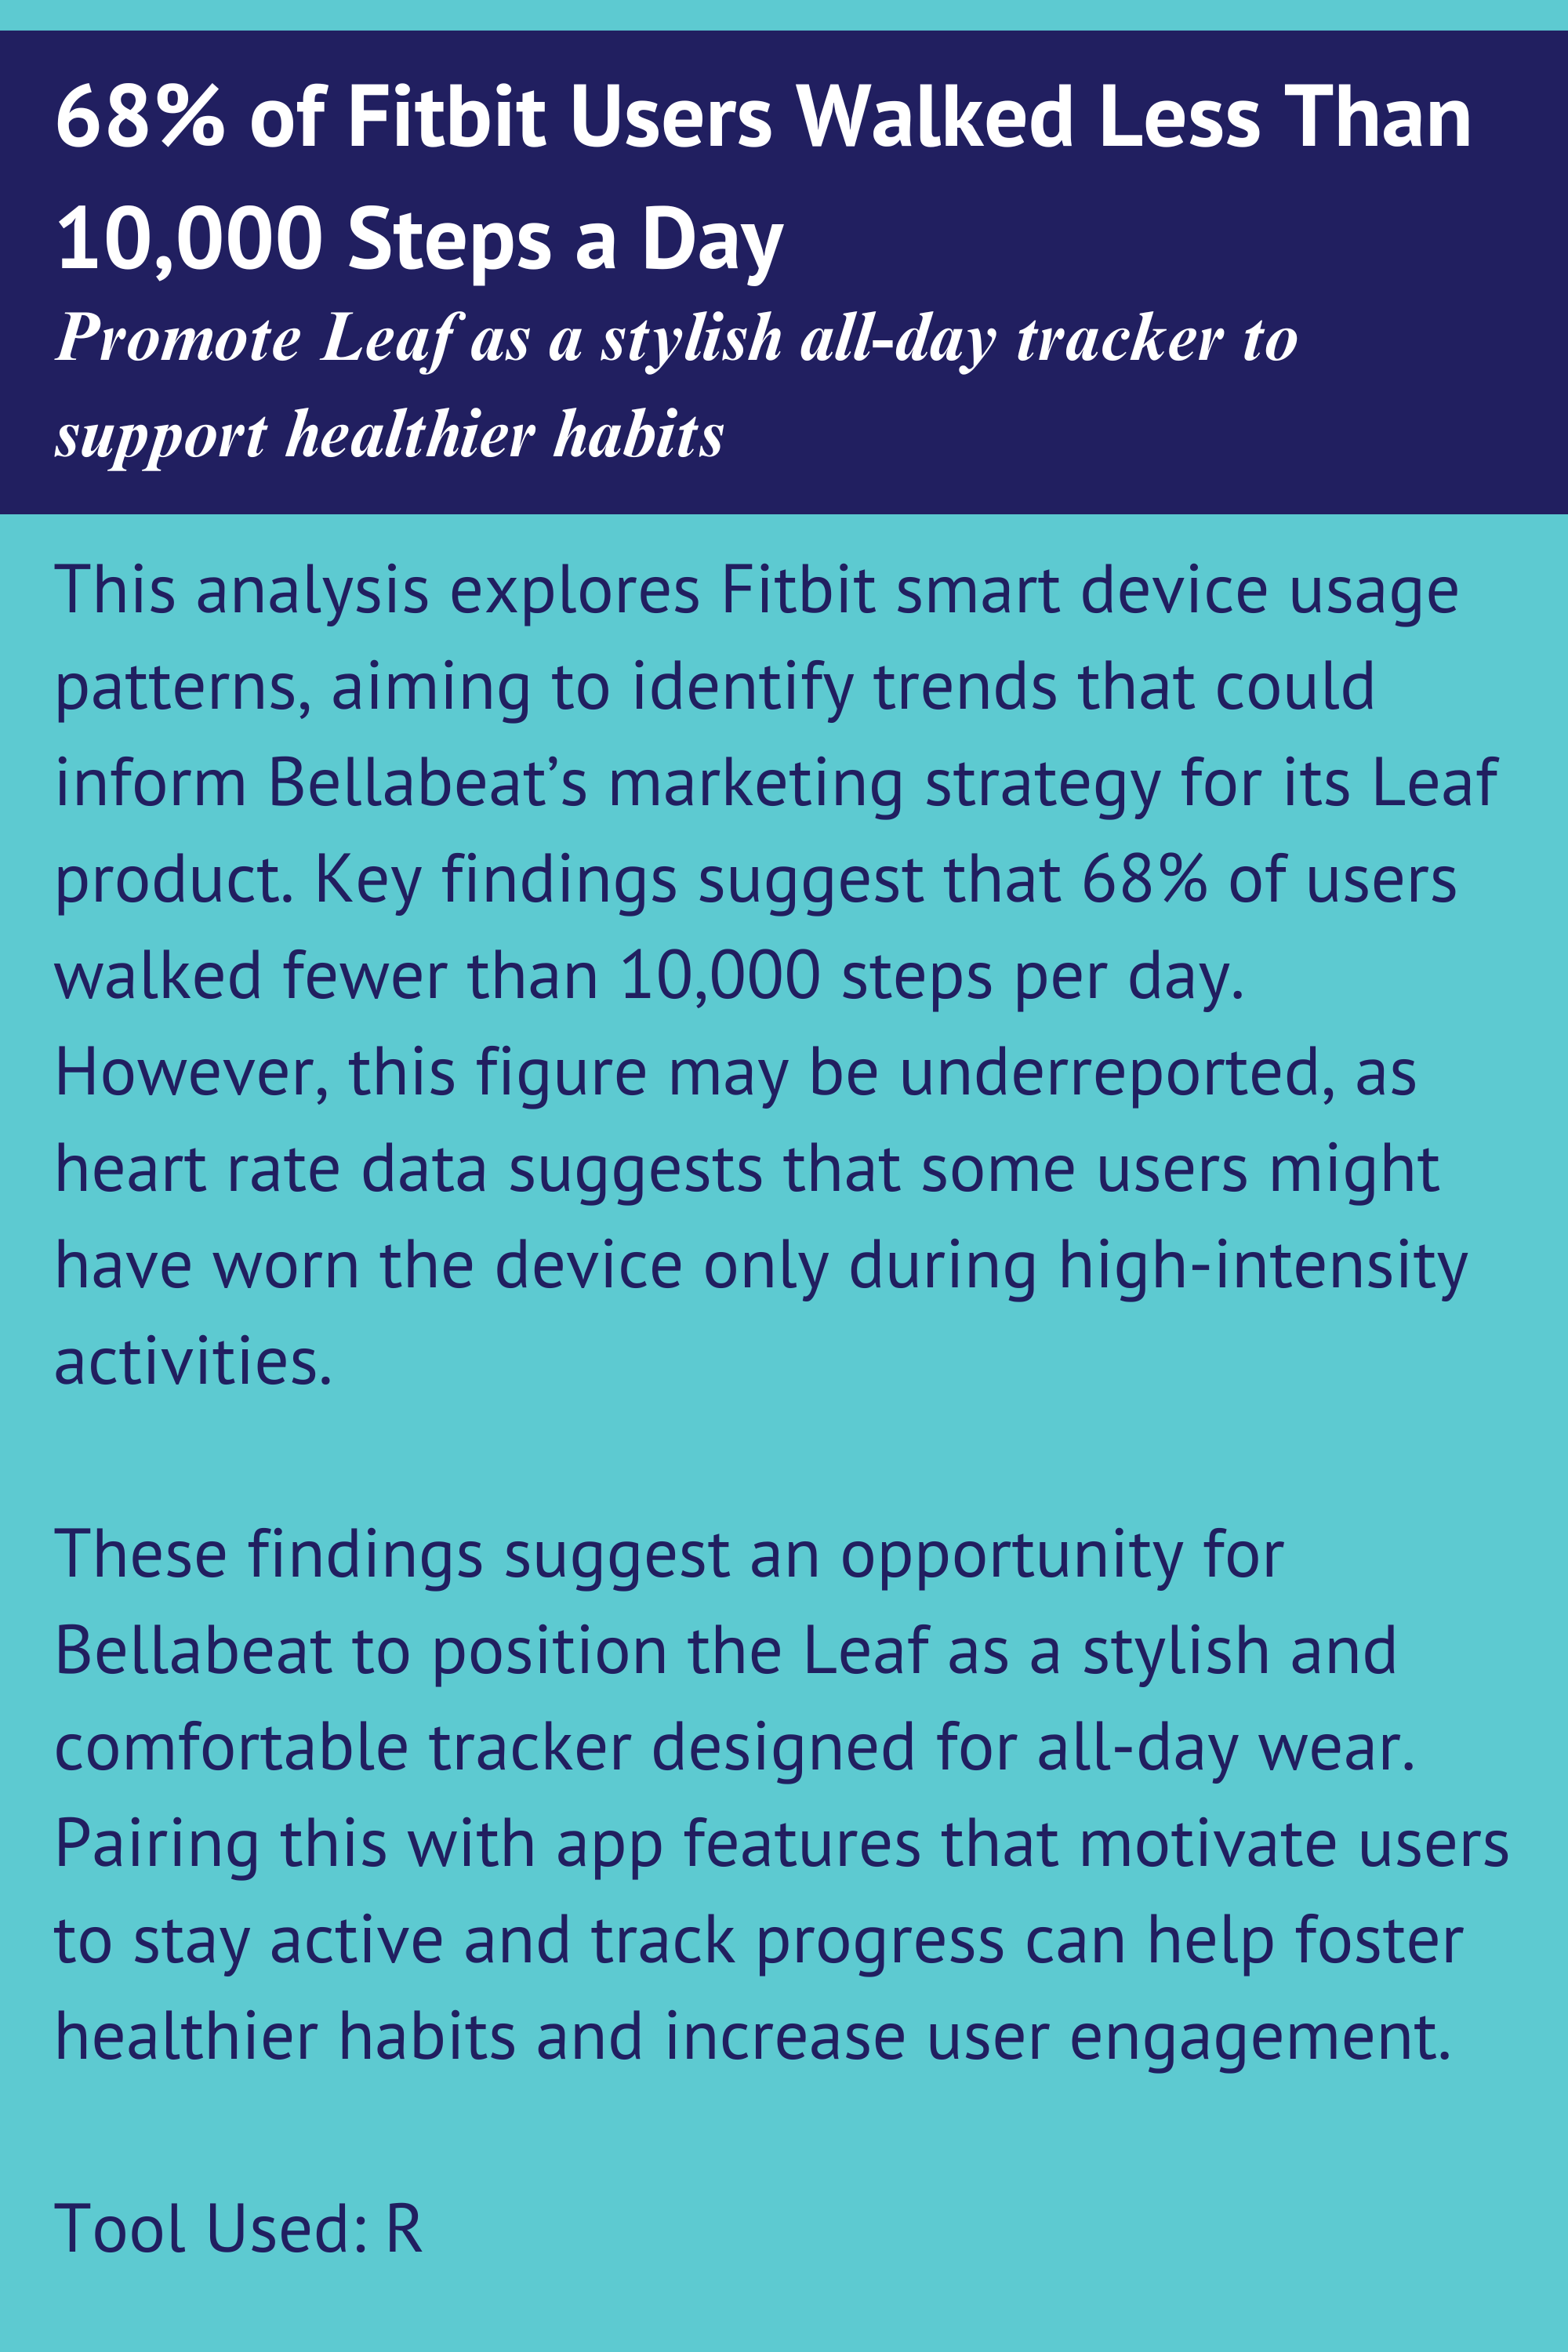 68% of Fitbit Users Walked Less Than
10,000 Steps a Day
Promote Leaf as a stylish all-day tracker to
support healthier habits
This analysis explores Fitbit smart device usage
patterns, aiming to identify trends that could
inform Bellabeat’s marketing strategy for its Leaf
product. Key findings suggest that 68% of users
walked fewer than 10,000 steps per day.
However, this figure may be underreported, as
heart rate data suggests that some users might
have worn the device only during high-intensity
activities.
These findings suggest an opportunity for
Bellabeat to position the Leaf as a stylish and
comfortable tracker designed for all-day wear.
Pairing this with app features that motivate users
to stay active and track progress can help foster
healthier habits and increase user engagement.
Tool Used: R